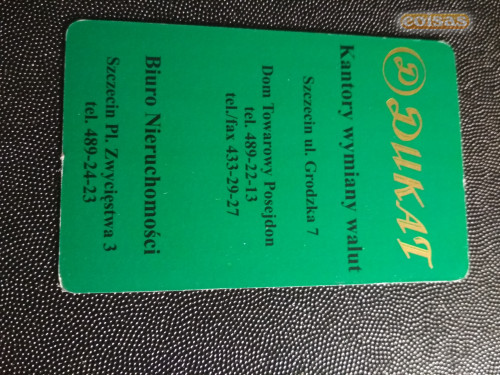 D DUKAT
Kantory wymiany walut
Szczecin ul. Grodzka 7
Dom Towarowy Posejdon
tel. 489-22-13
tel./fax 433-29-27
Biuro Nieruchomości
Szczecin Pl. Zwycięstwa 3
tel. 489-24-23
coisas